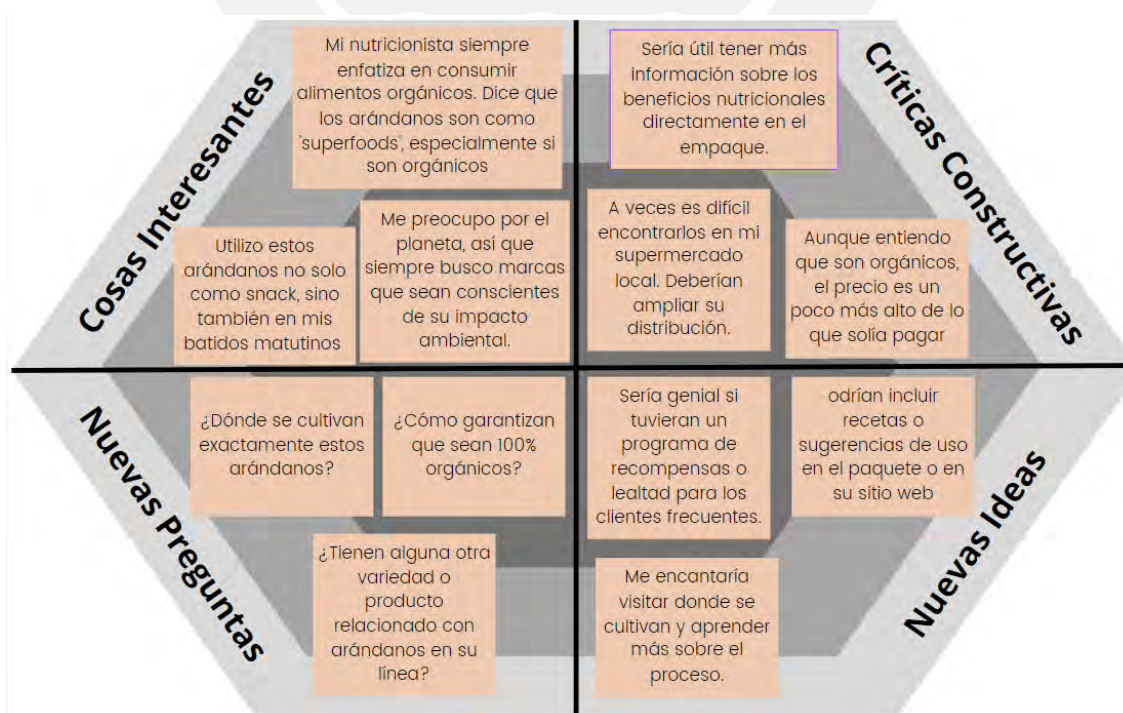 Cosas Interesantes
Mi nutricionista siempre
enfatiza en consumir
alimentos orgánicos. Dice que
los arándanos son como
'superfoods', especialmente si
son orgánicos
Utilizo estos
arándanos no solo
como snack, sino
también en mis
batidos matutinos
Me preocupo por el
planeta, así que
siempre busco marcas
que sean conscientes
de su impacto
ambiental.
Críticas Constructivas
Sería útil tener más
información sobre los
beneficios nutricionales
directamente en el
empaque.
A veces es difícil
encontrarlos en mi
supermercado
local. Deberían
ampliar su
distribución.
Aunque entiendo
que son orgánicos,
el precio es un
poco más alto de lo
que solía pagar
Nuevas Preguntas
¿Dónde se cultivan
exactamente estos
arándanos?
¿Cómo garantizan
que sean 100%
orgánicos?
¿Tienen alguna otra
variedad o
producto
relacionado con
arándanos en su
línea?
Nuevas Ideas
Sería genial si
tuvieran un
programa de
recompensas o
lealtad para los
clientes frecuentes.
odrían incluir
recetas o
sugerencias de uso
en el paquete o en
su sitio web
Me encantaría
visitar donde se
cultivan y aprender
más sobre el
proceso.